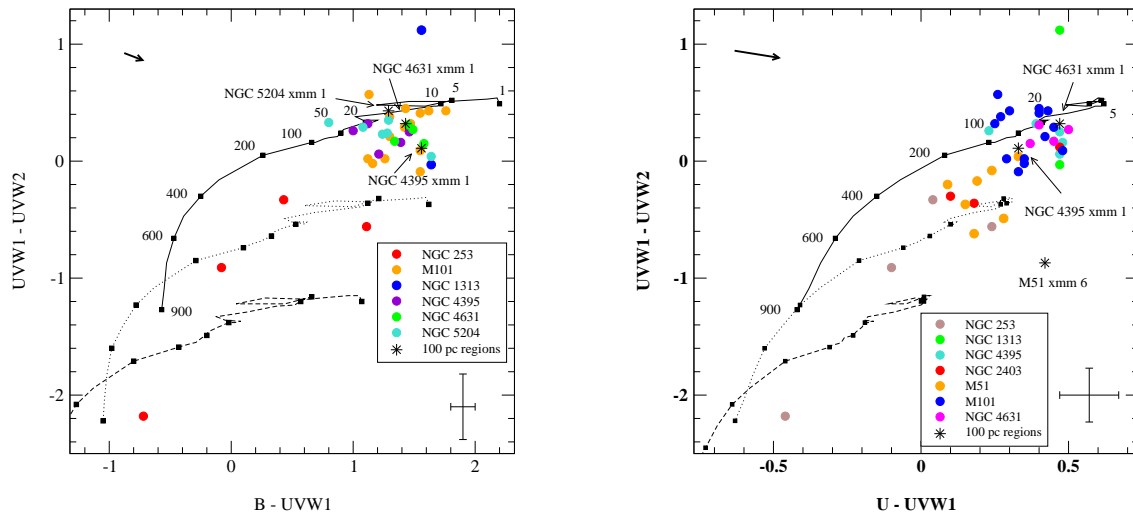 1
0
-1
-2
UVW1 - UVW2
-1
0
1
2
B - UVW1
NGC 4631 xmm 1
NGC 5204 xmm 1
NGC 4395 xmm 1
1
5
10
20
50
100
200
400
600
900
NGC 253
M101
NGC 1313
NGC 4395
NGC 4631
NGC 5204
100 pc regions
1
0
-1
-2
UVW1 - UVW2
-0.5
0
0.5
U - UVW1
NGC 4631 xmm 1
NGC 4395 xmm 1
M51 xmm 6
5
20
100
200
400
600
900
NGC 253
NGC 1313
NGC 4395
NGC 2403
M51
M101
NGC 4631
100 pc regions